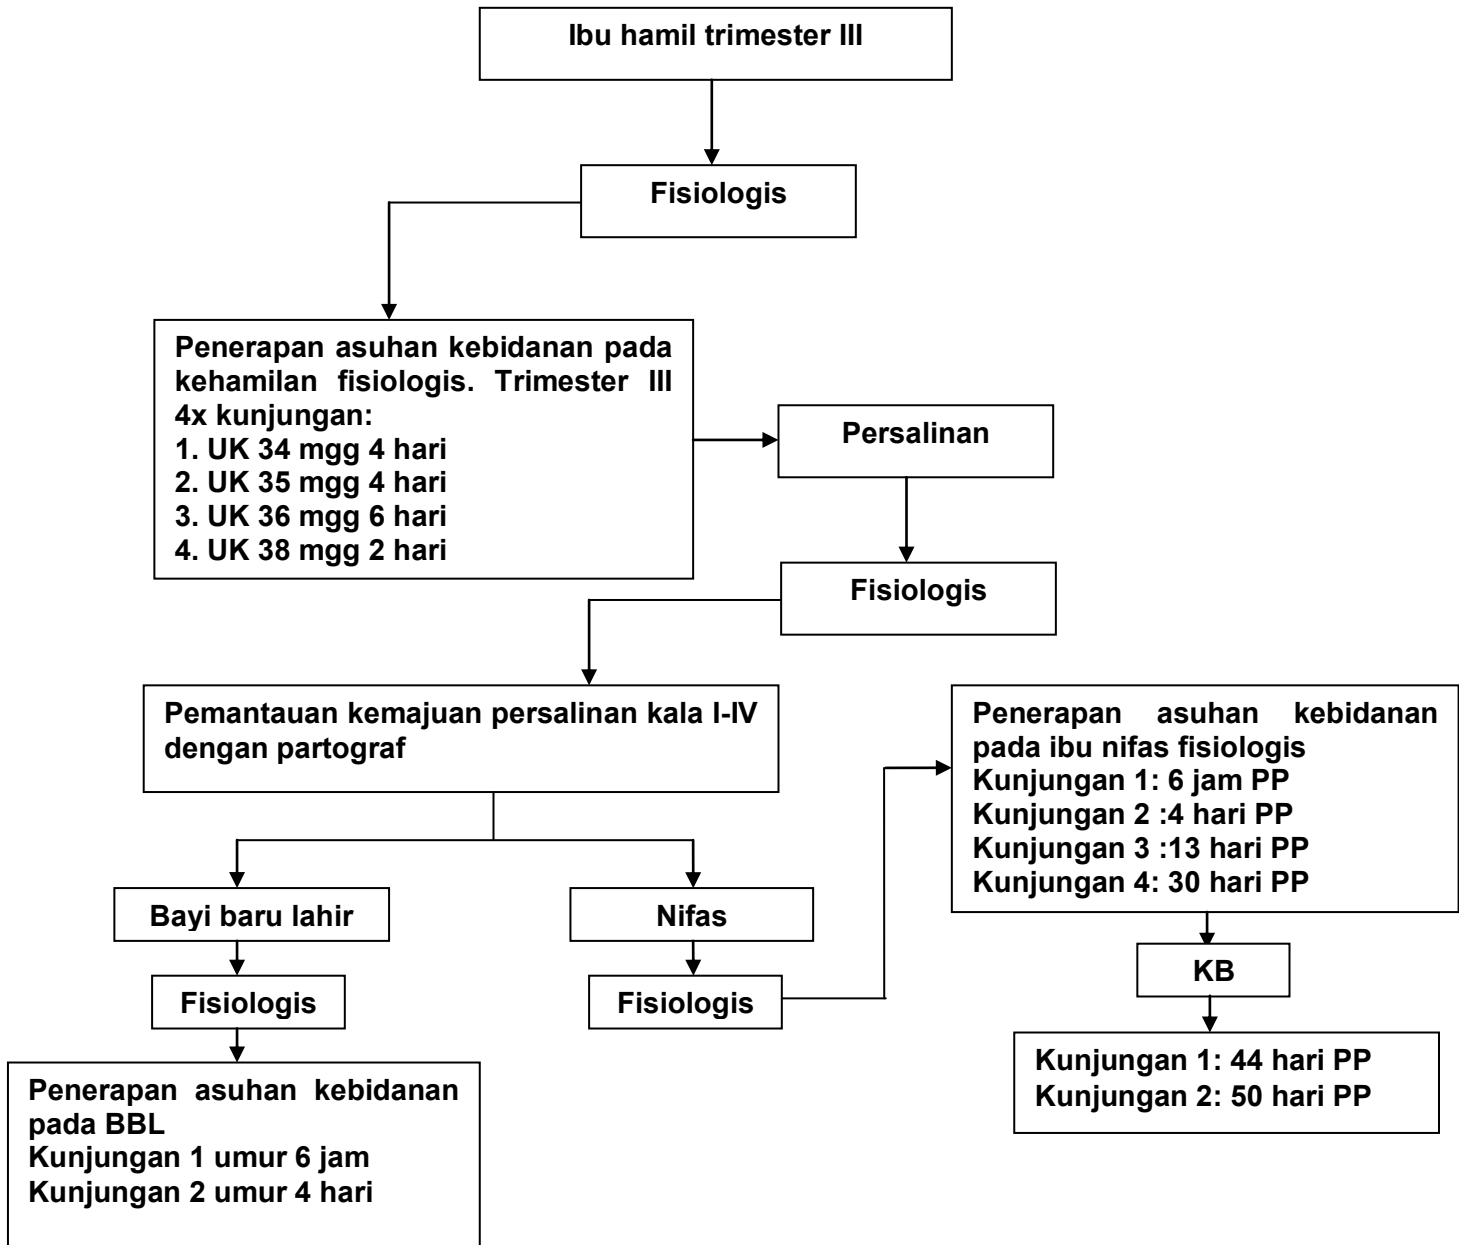 Ibu hamil trimester III
Fisiologis
Penerapan asuhan kebidanan pada
kehamilan fisiologis. Trimester III
4x kunjungan:
1. UK 34 mgg 4 hari
2. UK 35 mgg 4 hari
3. UK 36 mgg 6 hari
4. UK 38 mgg 2 hari
Persalinan
Fisiologis
Pemantauan kemajuan persalinan kala I-IV
dengan partograf
Bayi baru lahir
Fisiologis
Penerapan asuhan kebidanan
pada BBL
Kunjungan 1 umur 6 jam
Kunjungan 2 umur 4 hari
Nifas
Fisiologis
Penerapan asuhan kebidanan
pada ibu nifas fisiologis
Kunjungan 1: 6 jam PP
Kunjungan 2 :4 hari PP
Kunjungan 3 :13 hari PP
Kunjungan 4: 30 hari PP
KB
Kunjungan 1: 44 hari PP
Kunjungan 2: 50 hari PP